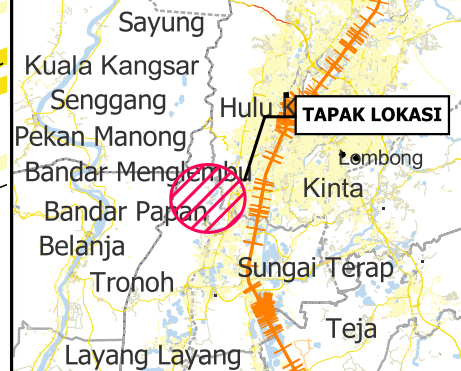 Sayung
Kuala Kangsar
Senggang
Hulu K
TAPAK LOKASI
Pekan Manong
Lombong
Bandar Menglembu
Kinta
Bandar Papan
Belanja
Sungai Terap
Tronoh
Teja
Layang Layang